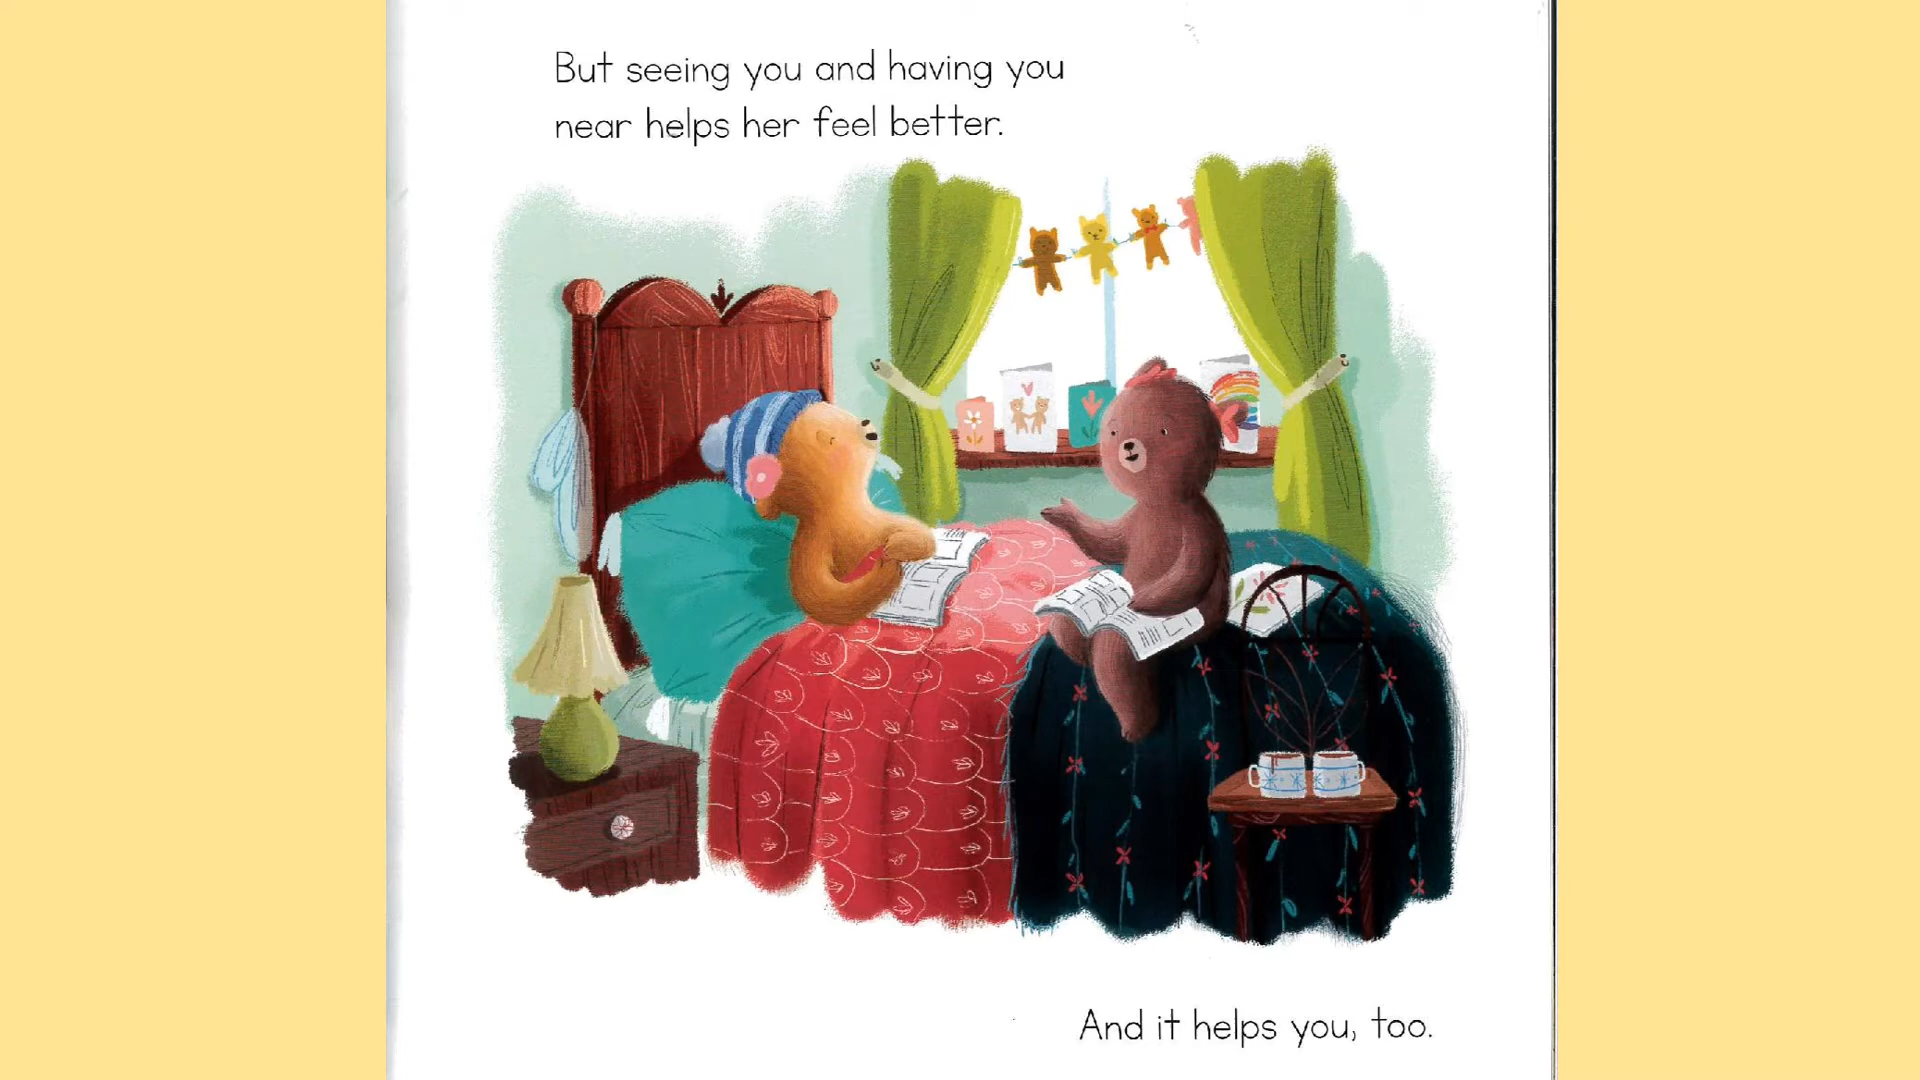 But seeing you and having you
near helps her feel better.
And it helps you, too.